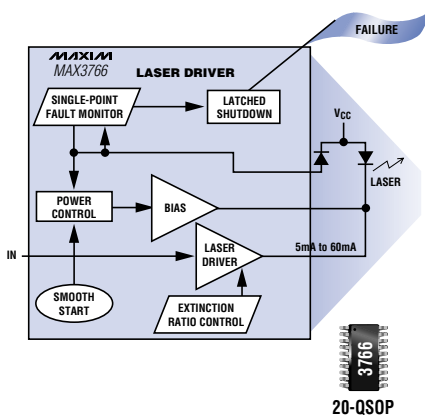 FAILURE
MAXIM
MAX3766
LASER DRIVER
SINGLE-POINT
FAULT MONITOR
LATCHED
SHUTDOWN
VCC
LASER
POWER
CONTROL
BIAS
IN
LASER
DRIVER
5mA to 60mA
SMOOTH
START
EXTINCTION
RATIO CONTROL
3766
20-QSOP